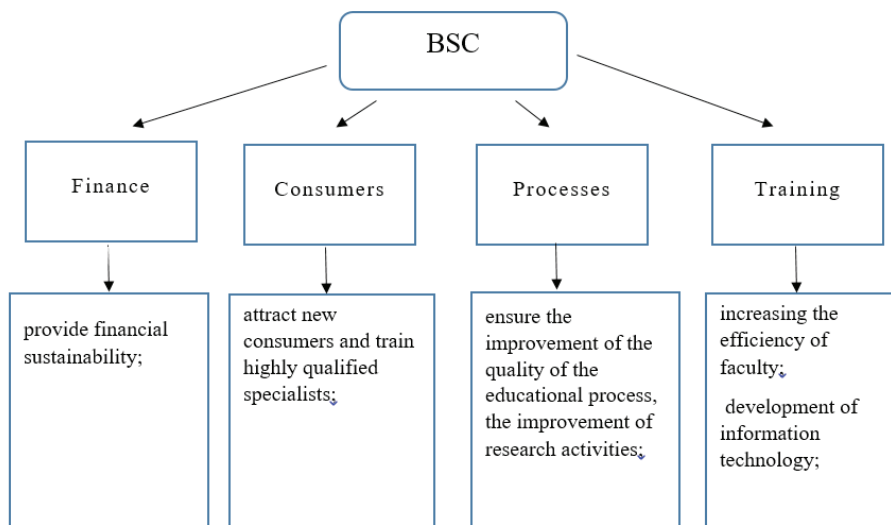 BSC
Finance
Consumers
Processes
Training
provide financial
sustainability;
attract new
consumers and train
highly qualified
specialists;
ensure the
improvement of the
quality of the
educational process,
the improvement of
research activities;
increasing the
efficiency of
faculty;
development of
information
technology;